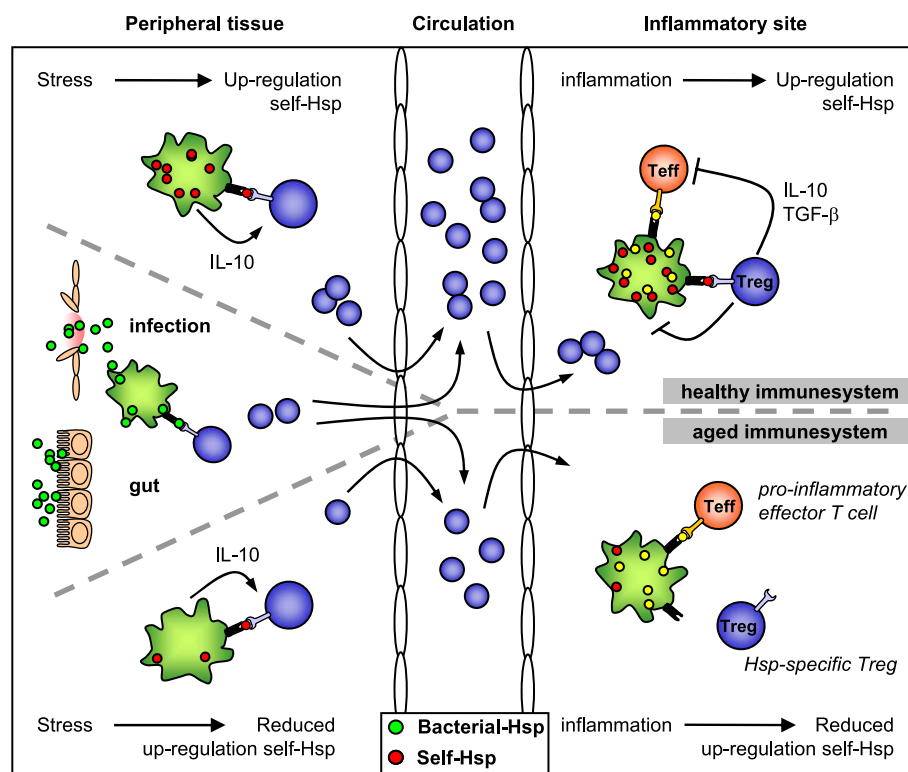 Peripheral tissue
Circulation
Inflammatory site
Stress
Up-regulation
self-Hsp
inflammation
Up-regulation
self-Hsp
IL-10
Teff
IL-10
TGF-β
Treg
infection
gut
healthy immunesystem
aged immunesystem
IL-10
pro-inflammatory
effector T cell
Teff
Treg
Hsp-specific Treg
Stress
Reduced
up-regulation self-Hsp
Bacterial-Hsp
Self-Hsp
inflammation
Reduced
up-regulation self-Hsp